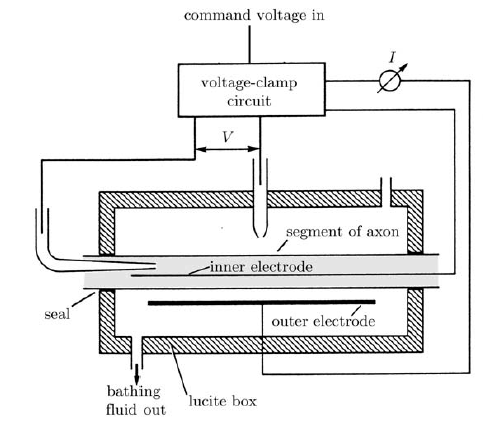 command voltage in
I
voltage-clamp
circuit
V
segment of axon
inner electrode
seal
outer electrode
bathing
fluid out
lucite box